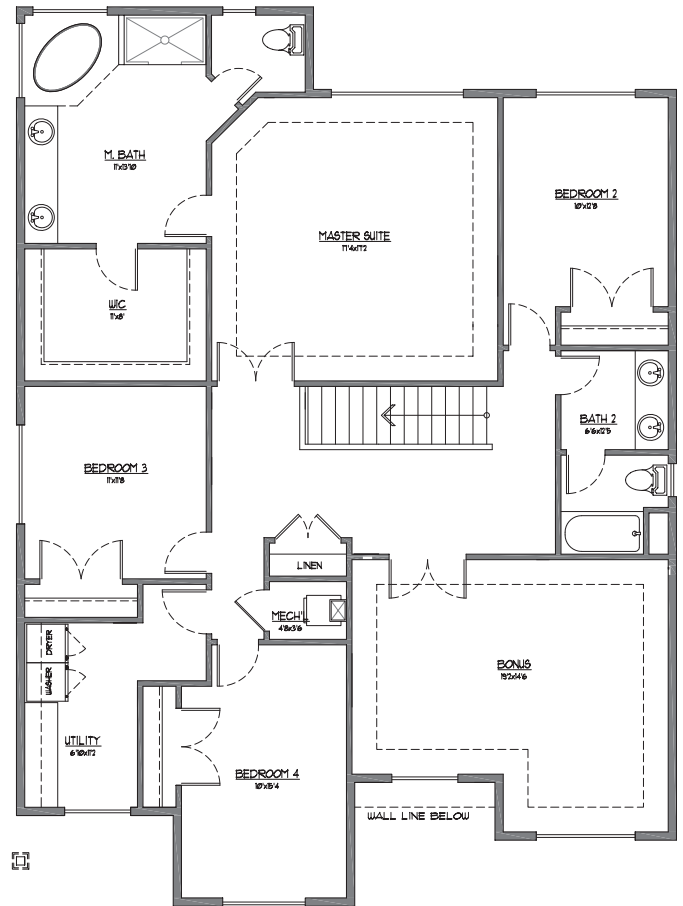 M. BATH
11'x13'10
MASTER SUITE
17'4x17'2
BEDROOM 2
10'x12'8
WIC
11'x8'
BATH 2
6'6x12'5
BEDROOM 3
11'x11'8
LINEN
MECH'L
4'8x3'6
DRYER
WASHER
BONUS
19'2x14'6
UTILITY
6'10x11'2
BEDROOM 4
10'x15'4
WALL LINE BELOW